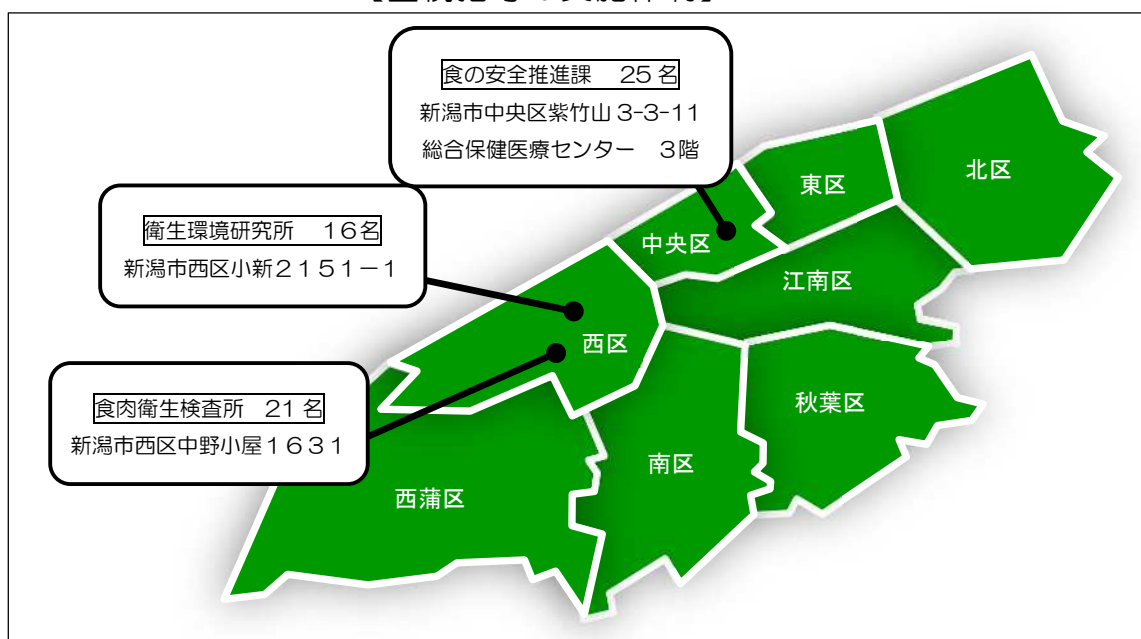 食の安全推進課 25名
新潟市中央区紫竹山3-3-11
総合保健医療センター 3階
衛生環境研究所 16名
新潟市西区小新2151-1
食肉衛生検査所 21名
新潟市西区中野小屋1631
北区
東区
中央区
江南区
西区
秋葉区
南区
西蒲区